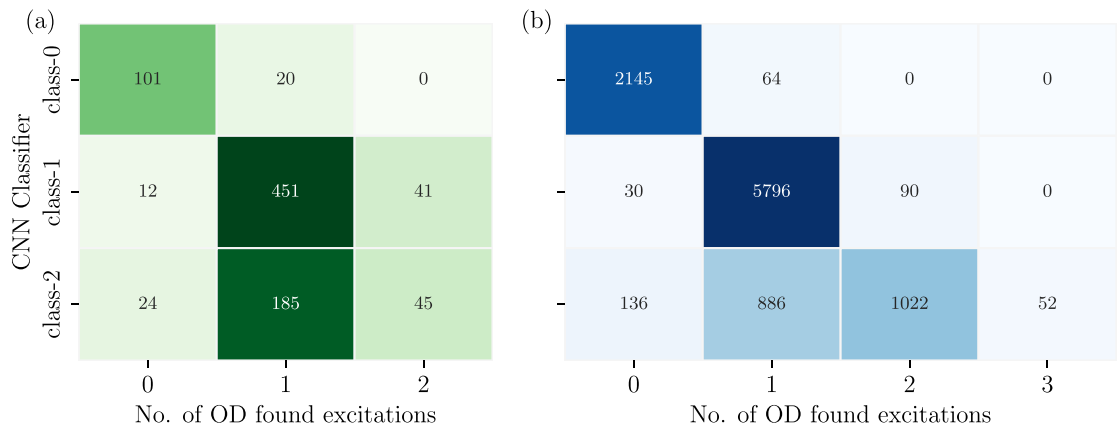 (a)
(b)
CNN Classifier
class-0
101 20 0
2145 64 0 0
class-1
12 451 41
30 5796 90 0
class-2
24 185 45
136 886 1022 52
0 1 2
0 1 2 3
No. of OD found excitations
No. of OD found excitations